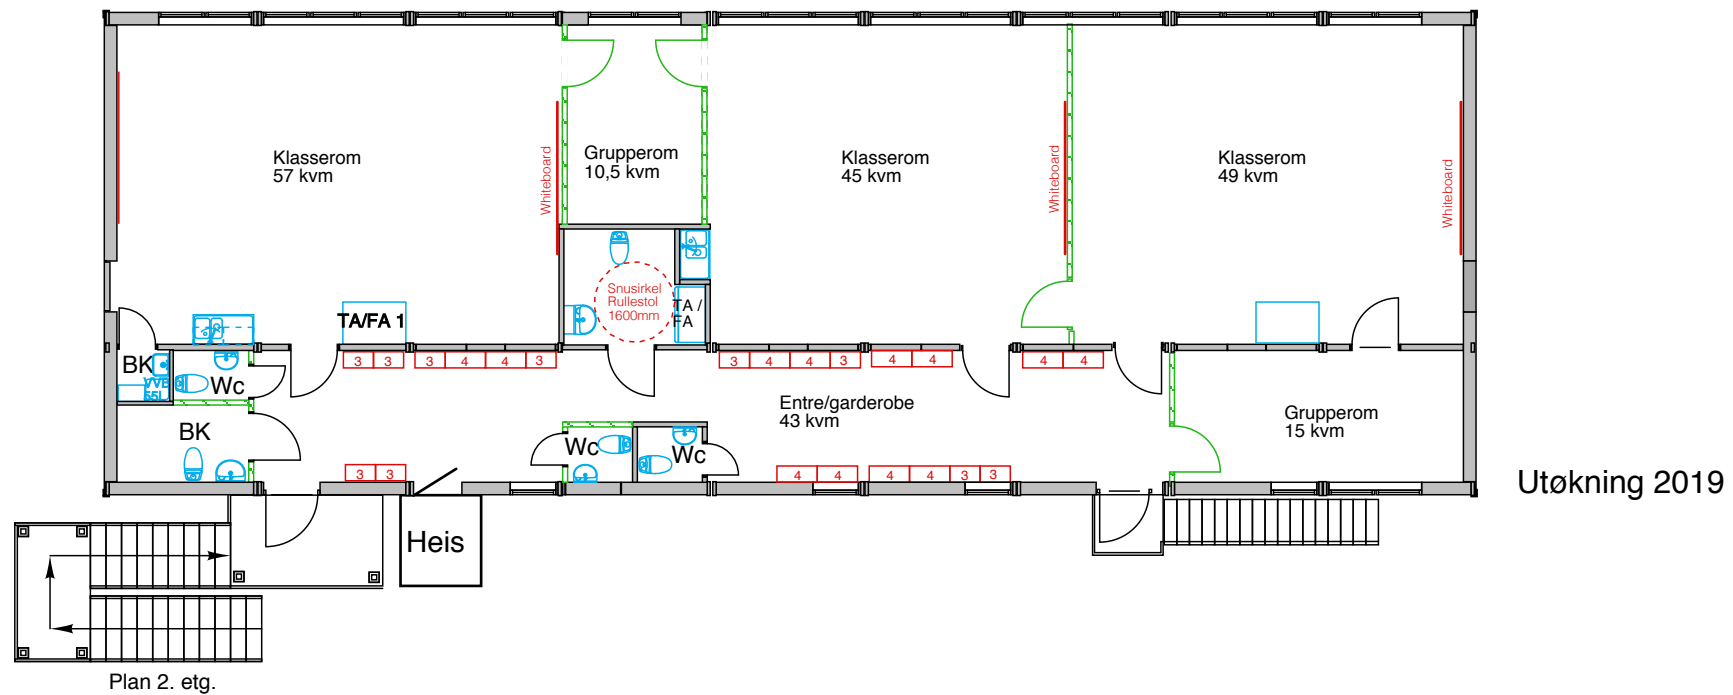 Klasserom
57 kvm
Whiteboard
Grupperom
10,5 kvm
Klasserom
45 kvm
Whiteboard
Klasserom
49 kvm
Whiteboard
Snusirkel
Rullestol
1600mm
TA /
FA
TA/FA 1
BK
VVB
55L
Wc
3 3
3 4 4 3
3 4 4 3
4 4
4 4
Entre/garderobe
43 kvm
Grupperom
15 kvm
BK
Wc
Wc
3 3
4 4
4 4 3 3
Utøkning 2019
Heis
Plan 2. etg.